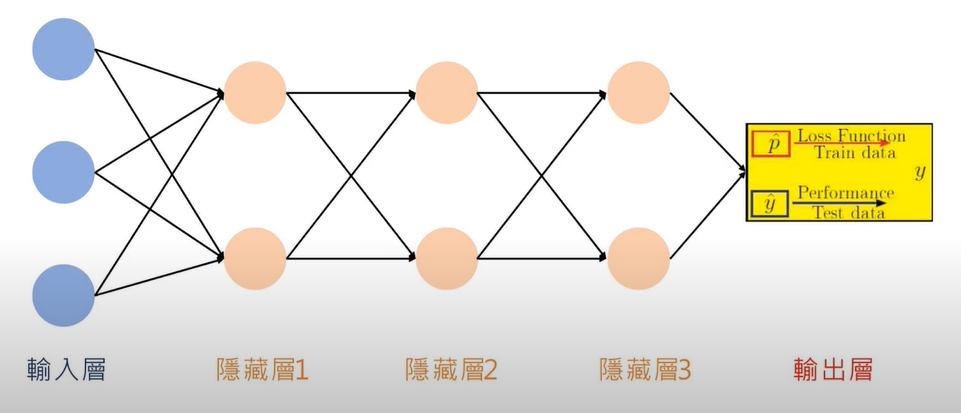 p̂ Loss Function
Train data
y
ŷ Performance
Test data
輸入層 隱藏層1 隱藏層2 隱藏層3 輸出層